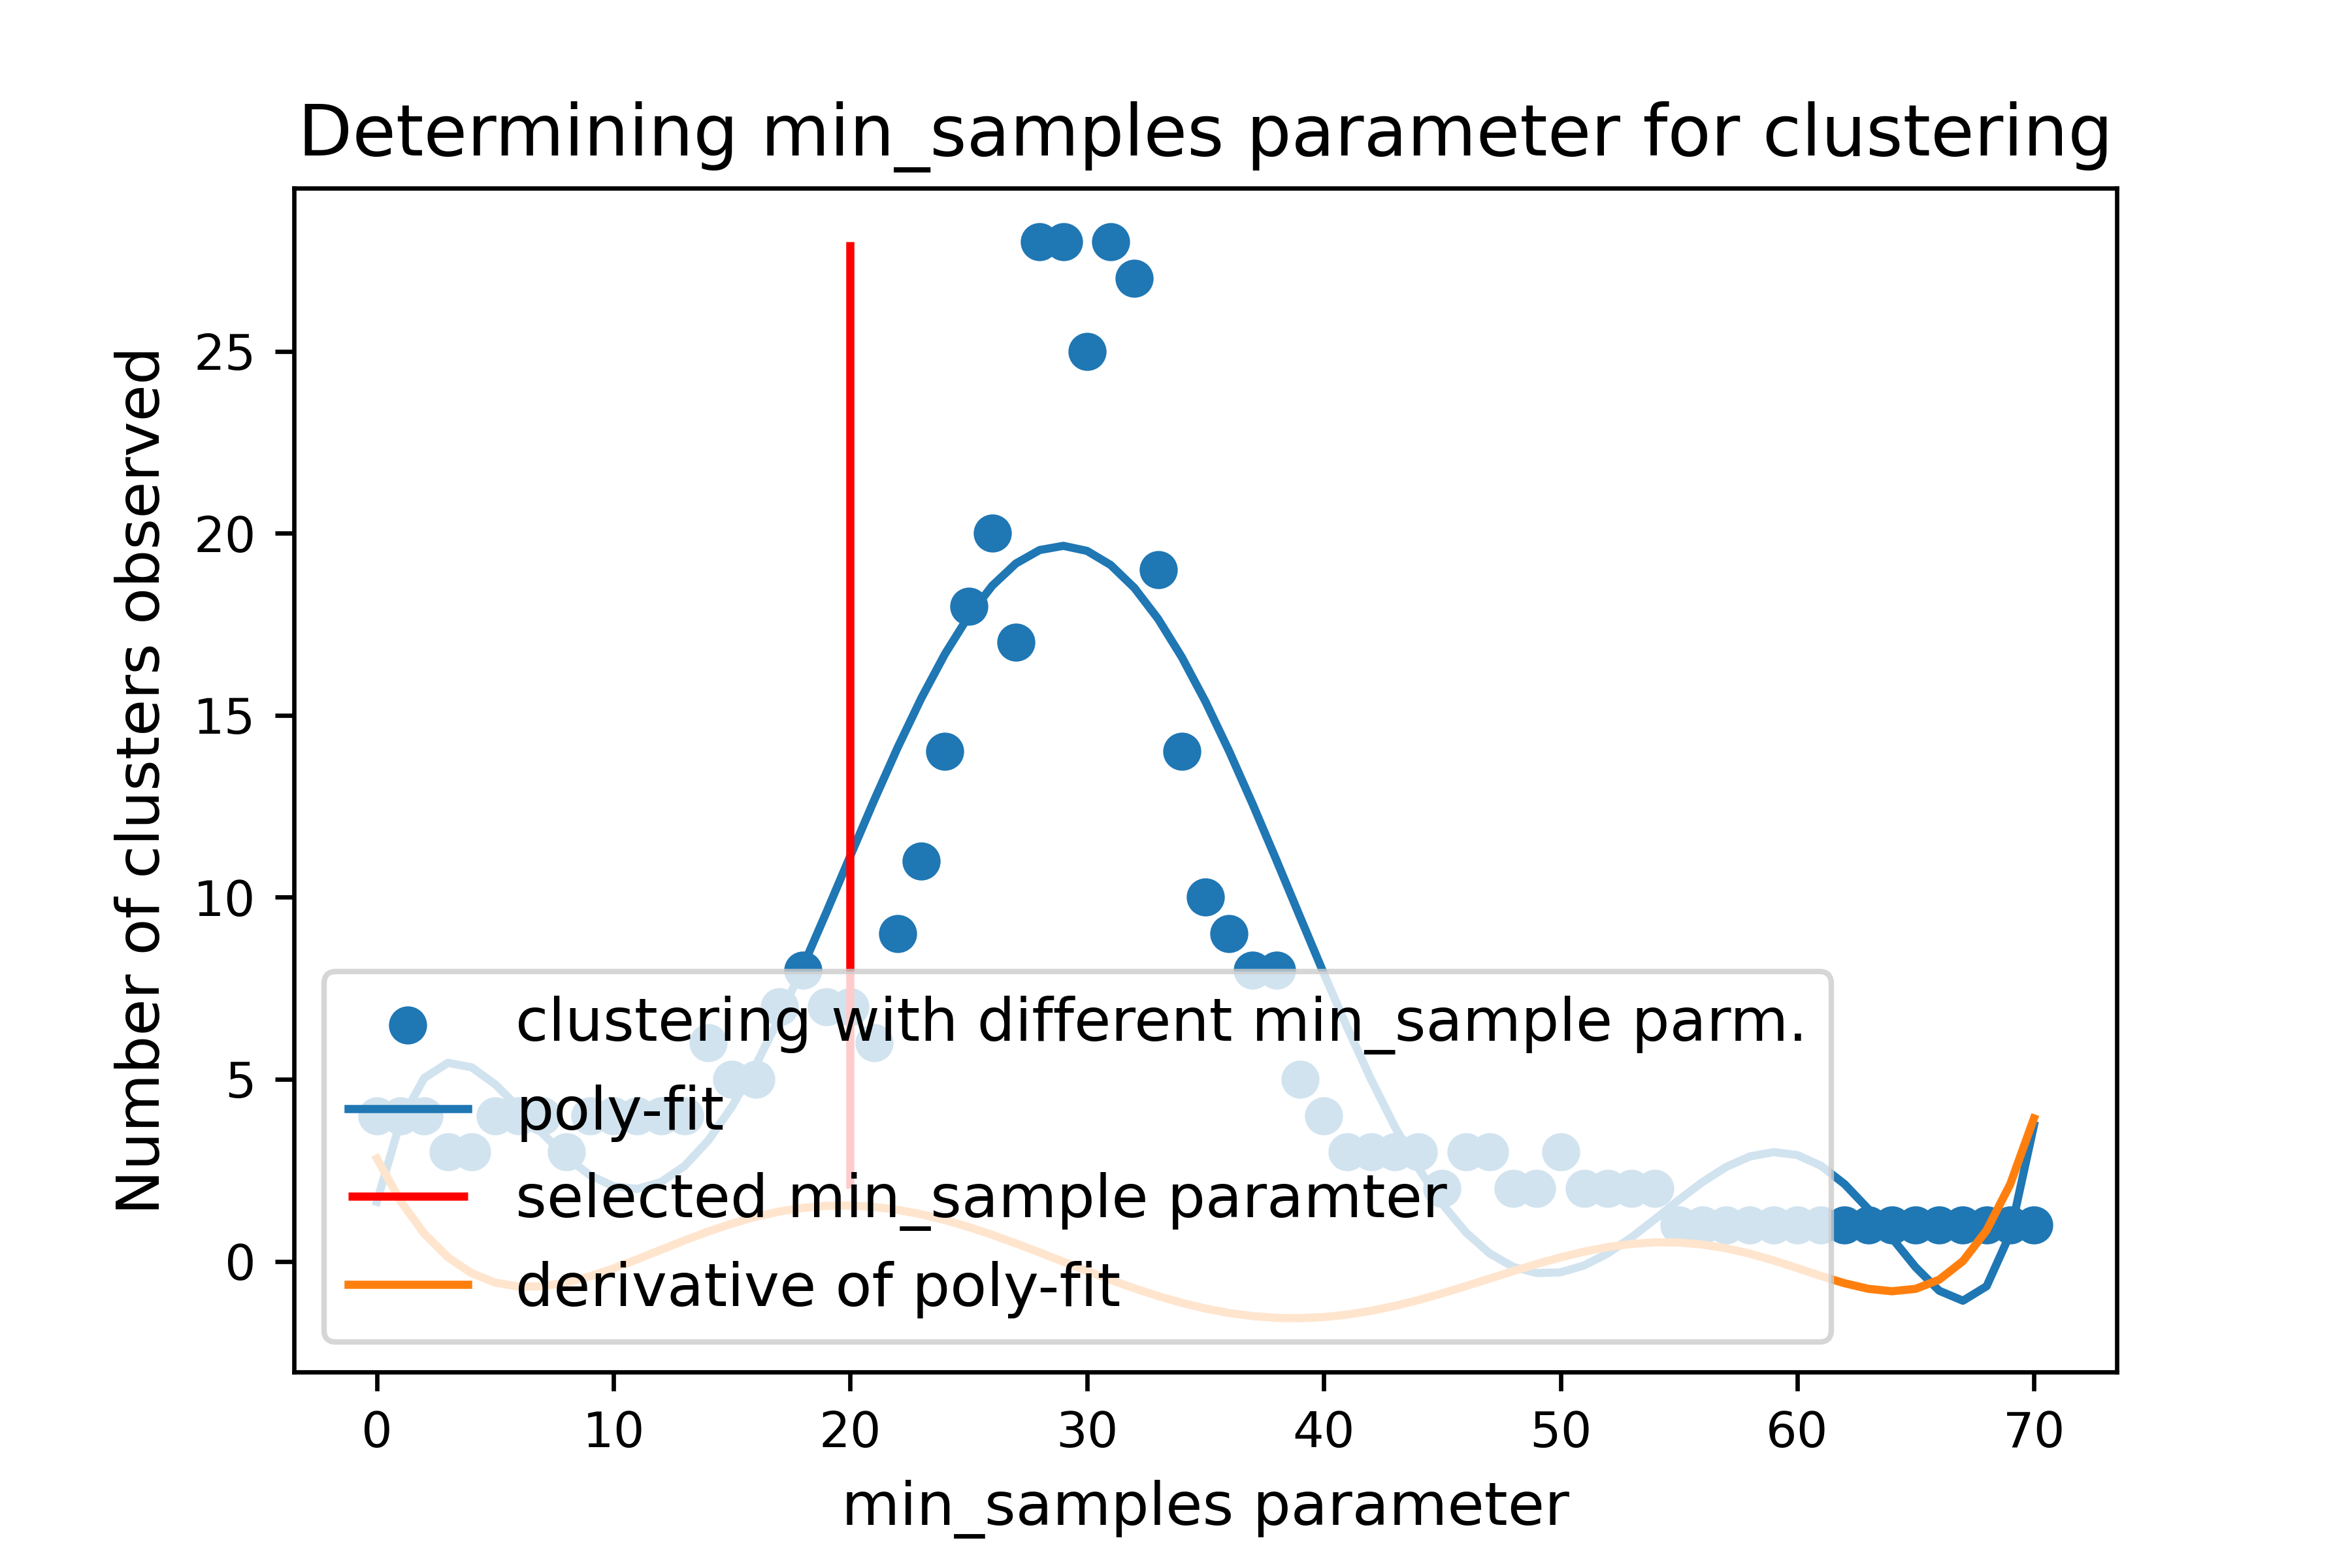 Determining min_samples parameter for clustering
Number of clusters observed
25
20
15
10
5
0
clustering with different min_sample parm.
poly-fit
selected min_sample paramter
derivative of poly-fit
0 10 20 30 40 50 60 70
min_samples parameter